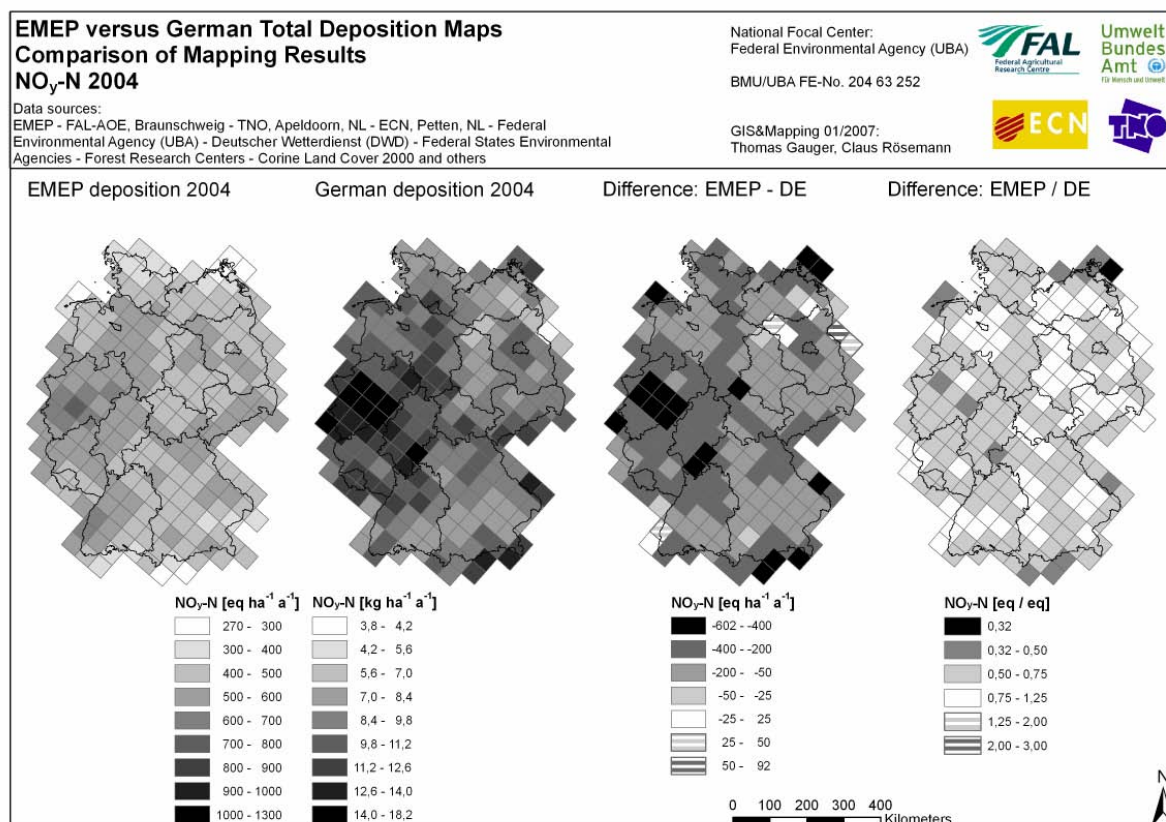 EMEP versus German Total Deposition Maps
Comparison of Mapping Results
NOy-N 2004
Data sources:
EMEP - FAL-AOE, Braunschweig - TNO, Apeldoorn, NL - ECN, Petten, NL - Federal
Environmental Agency (UBA) - Deutscher Wetterdienst (DWD) - Federal States Environmental
Agencies - Forest Research Centers - Corine Land Cover 2000 and others
National Focal Center:
Federal Environmental Agency (UBA)
BMU/UBA FE-No. 204 63 252
GIS&Mapping 01/2007:
Thomas Gauger, Claus Rösemann
FAL
Federal Agricultural
Research Centre
Umwelt
Bundes
Amt
Für Mensch und Umwelt
ECN
TNO
EMEP deposition 2004
German deposition 2004
Difference: EMEP - DE
Difference: EMEP / DE
NOy-N [eq ha⁻¹ a⁻¹]
270 - 300
300 - 400
400 - 500
500 - 600
600 - 700
700 - 800
800 - 900
900 - 1000
1000 - 1300
NOy-N [kg ha⁻¹ a⁻¹]
3,8 - 4,2
4,2 - 5,6
5,6 - 7,0
7,0 - 8,4
8,4 - 9,8
9,8 - 11,2
11,2 - 12,6
12,6 - 14,0
14,0 - 18,2
NOy-N [eq ha⁻¹ a⁻¹]
-602 - -400
-400 - -200
-200 - -50
-50 - -25
-25 - 25
25 - 50
50 - 92
NOy-N [eq / eq]
0,32
0,32 - 0,50
0,50 - 0,75
0,75 - 1,25
1,25 - 2,00
2,00 - 3,00
0 100 200 300 400
Kilometers
N